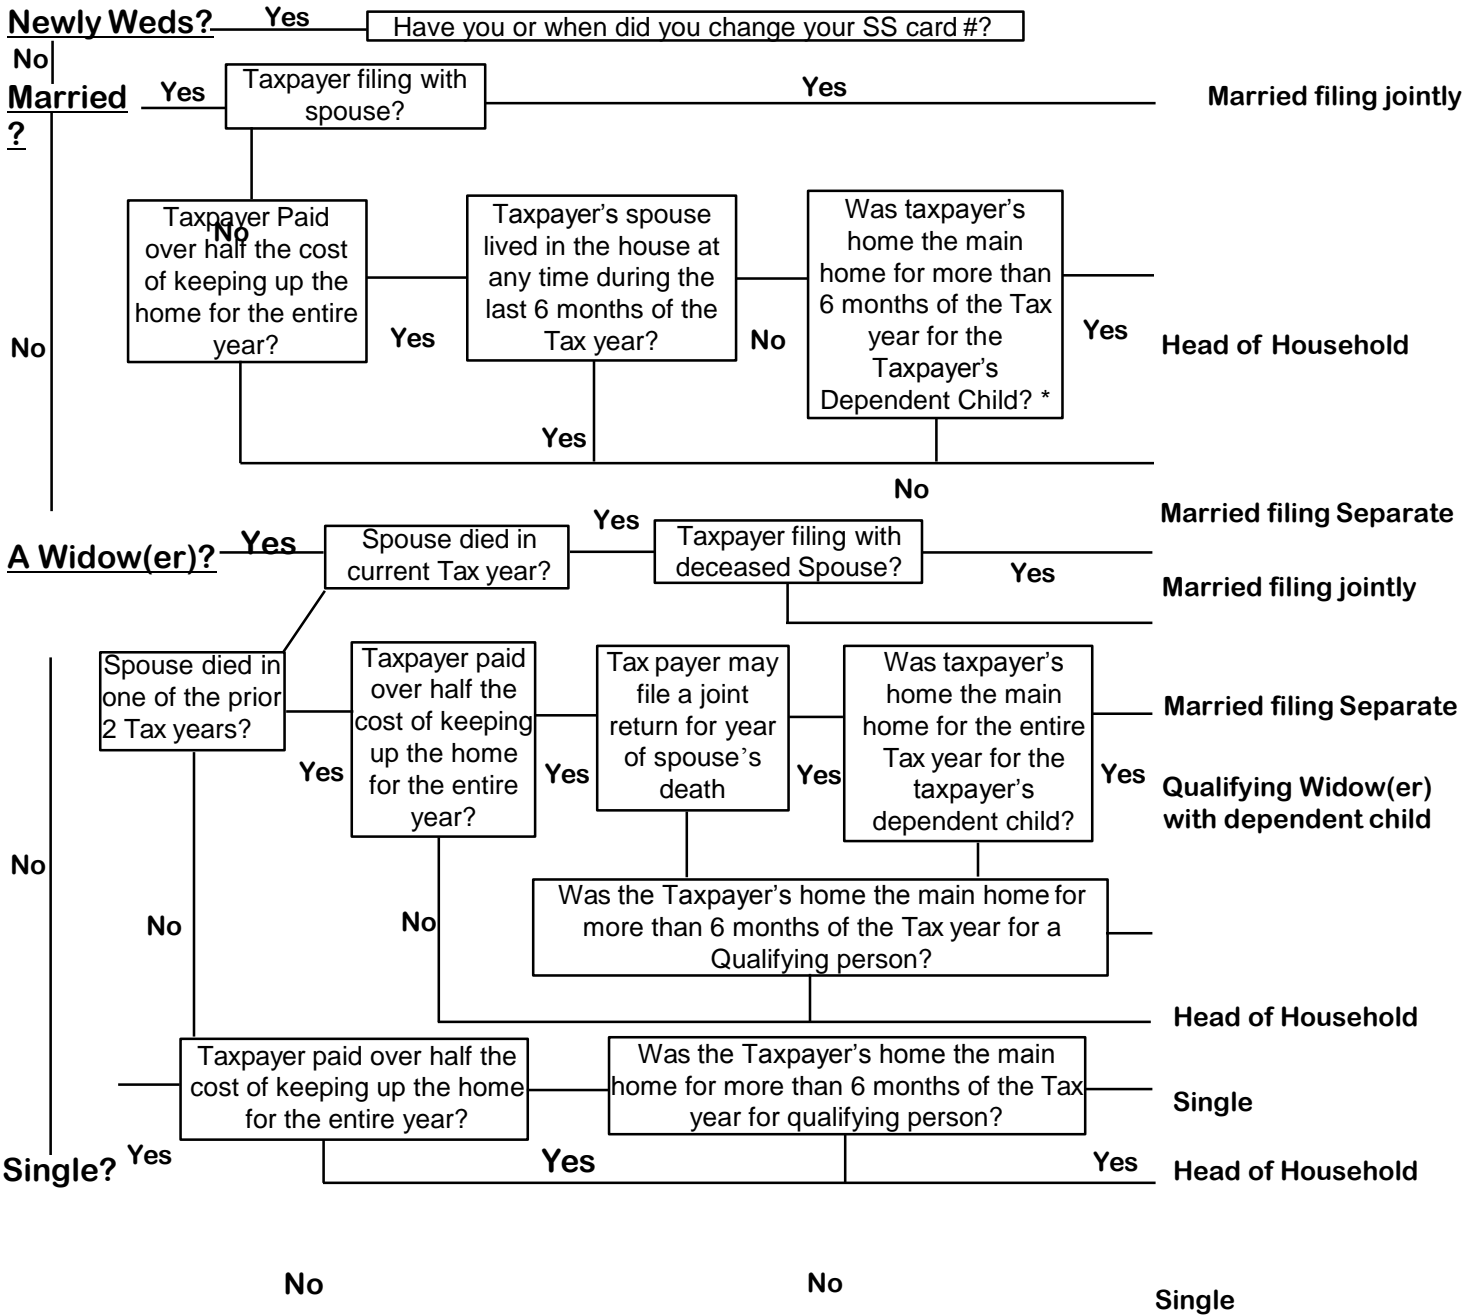 Newly Weds?
Yes
Have you or when did you change your SS card #?
No
Married
?
Yes
Taxpayer filing with
spouse?
Yes
Married filing jointly
No
Taxpayer Paid
over half the cost
of keeping up the
home for the entire
year?
No
Yes
Taxpayer's spouse
lived in the house at
any time during the
last 6 months of the
Tax year?
No
Was taxpayer's
home the main
home for more than
6 months of the Tax
year for the
Taxpayer's
Dependent Child? *
Yes
Head of Household
Yes
No
Married filing Separate
A Widow(er)?
Yes
Spouse died in
current Tax year?
Yes
Taxpayer filing with
deceased Spouse?
Yes
Married filing jointly
Spouse died in
one of the prior
2 Tax years?
Yes
Taxpayer paid
over half the
cost of keeping
up the home
for the entire
year?
Yes
Tax payer may
file a joint
return for year
of spouse's
death
Yes
Was taxpayer's
home the main
home for the entire
Tax year for the
taxpayer's
dependent child?
Yes
Married filing Separate
Qualifying Widow(er)
with dependent child
No
No
No
Was the Taxpayer's home the main home for
more than 6 months of the Tax year for a
Qualifying person?
Head of Household
Taxpayer paid over half the
cost of keeping up the home
for the entire year?
Was the Taxpayer's home the main
home for more than 6 months of the Tax
year for qualifying person?
Single
Single?
Yes
Yes
Yes
Head of Household
No
No
Single